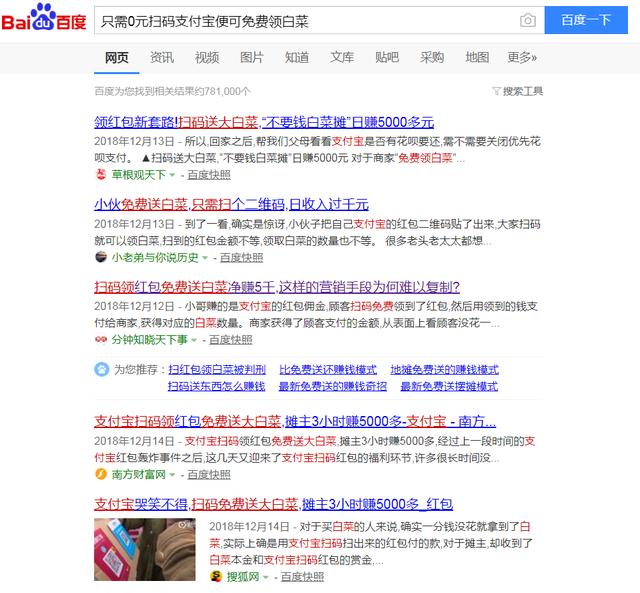 Bai du 百度 只需0元扫码支付宝便可免费领白菜 百度一下
网页 资讯 视频 图片 知道 文库 贴吧 采购 地图 更多»
百度为您找到相关结果约781,000个 搜索工具
领红包新套路!扫码送大白菜,“不要钱白菜摊”日赚5000多元
2018年12月13日 - 所以,回家之后,帮我们父母看看支付宝是否有花呗要还,需不需要关闭优先花
呗支付。 ▲扫码送大白菜,“不要钱白菜摊”日赚5000元 对于商家“免费领白菜”...
草根观天下 - 百度快照
小伙免费送白菜,只需扫个二维码,日收入过千元
2018年12月13日 - 到了一看,确实是惊讶,小伙子把自己支付宝的红包二维码贴了出来,大家扫码
就可以领白菜,扫到的红包金额不等,领取白菜的数量也不等。 很多老头老太太都想...
小老弟与你说历史 - 百度快照
扫码领红包免费送白菜净赚5千,这样的营销手段为何难以复制?
2018年12月12日 - 小哥赚的是支付宝的红包佣金,顾客扫码免费领到了红包,然后用领到的钱支
付给商家,获得对应的白菜数量。商家获得了顾客支付的金额,从表面上看顾客没花一...
分钟知晓天下事 - 百度快照
为您推荐: 扫红包领白菜被判刑 比免费送还赚钱模式 地摊免费送的赚钱模式
扫码送东西怎么赚钱 最新免费送的赚钱奇招 最新免费送摆摊模式
支付宝扫码领红包免费送大白菜,摊主3小时赚5000多-支付宝 - 南方...
2018年12月14日 - 支付宝扫码领红包免费送大白菜,摊主3小时赚5000多,经过上一段时间的支
付宝红包轰炸事件之后,这几天又迎来了支付宝扫码红包的福利环节,许多很长时间没...
南方财富网 - 百度快照
支付宝哭笑不得,扫码免费送大白菜,摊主3小时赚5000多_红包
2018年12月14日 - 对于买白菜的人来说,确实一分钱没花就拿到了白
菜,实际上确是用支付宝扫码扫出来的红包付的款,对于摊主,却收到了
白菜本金和支付宝扫码红包的赏金,...
搜狐网 - 百度快照